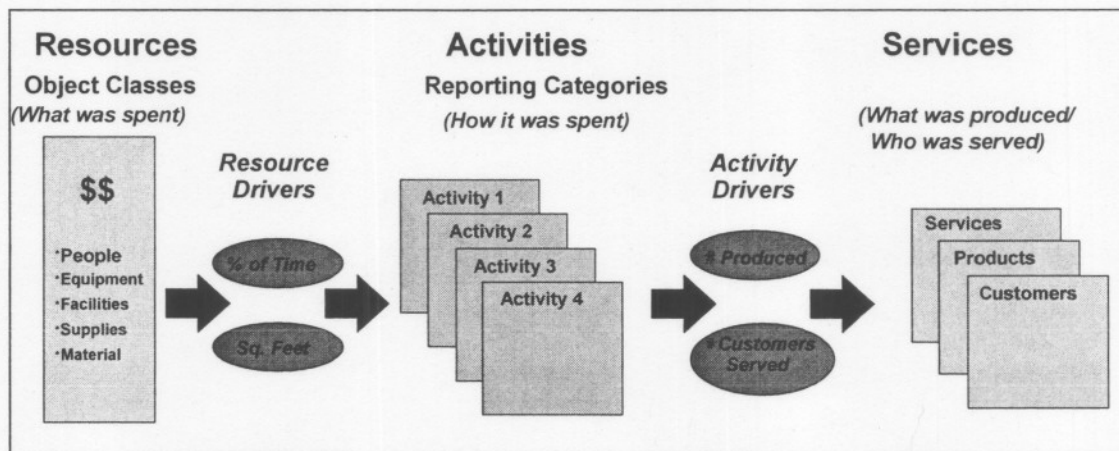 Resources
Object Classes
(What was spent)
$$
•People
•Equipment
•Facilities
•Supplies
•Material
Resource
Drivers
% of Time
Sq. Feet
Activities
Reporting Categories
(How it was spent)
Activity 1
Activity 2
Activity 3
Activity 4
Activity
Drivers
# Produced
# Customers
Served
Services
(What was produced/
Who was served)
Services
Products
Customers